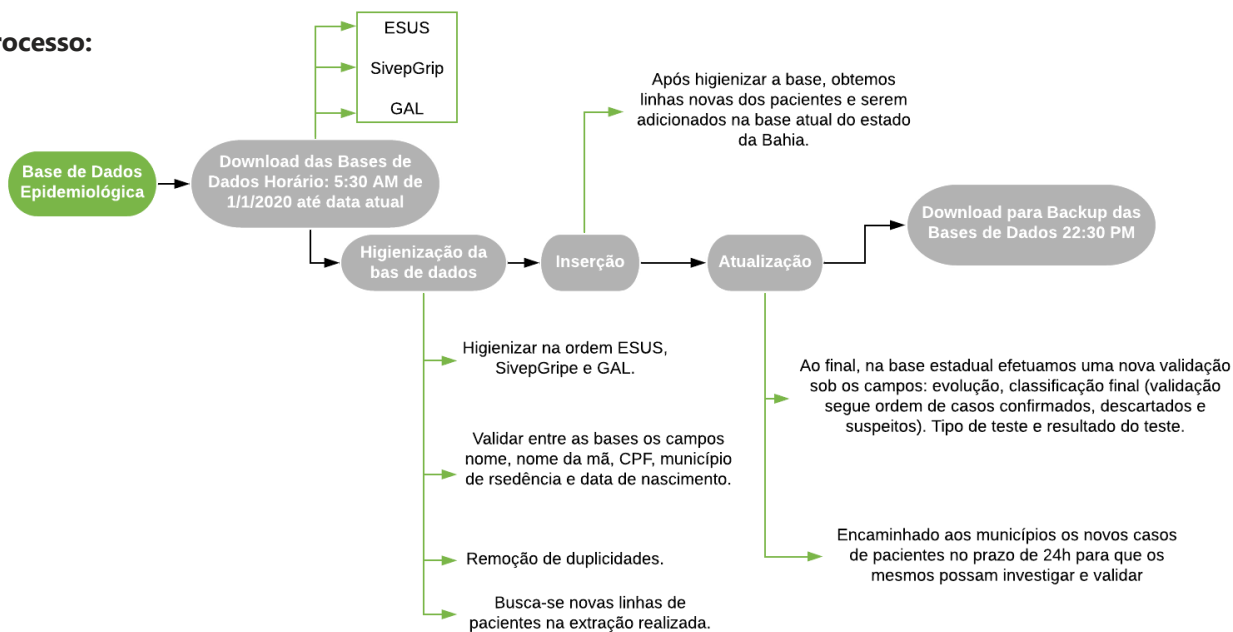 rocesso:
ESUS
SivepGrip
GAL
Base de Dados
Epidemiológica
Download das Bases de
Dados Horário: 5:30 AM de
1/1/2020 até data atual
Após higienizar a base, obtemos
linhas novas dos pacientes e serem
adicionados na base atual do estado
da Bahia.
Higienização da
bas de dados
Inserção
Atualização
Download para Backup das
Bases de Dados 22:30 PM
Higienizar na ordem ESUS,
SivepGripe e GAL.
Validar entre as bases os campos
nome, nome da mã, CPF, município
de rsedência e data de nascimento.
Remoção de duplicidades.
Busca-se novas linhas de
pacientes na extração realizada.
Ao final, na base estadual efetuamos uma nova validação
sob os campos: evolução, classificação final (validação
segue ordem de casos confirmados, descartados e
suspeitos). Tipo de teste e resultado do teste.
Encaminhado aos municípios os novos casos
de pacientes no prazo de 24h para que os
mesmos possam investigar e validar